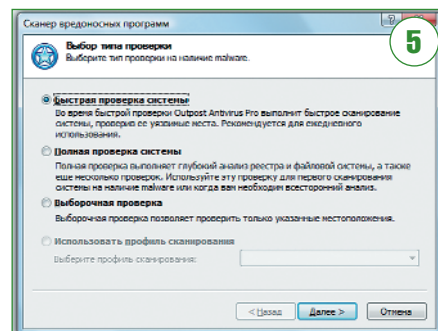 Сканер вредоносных программ
5
Выбор типа проверки
Выберите тип проверки на наличие malware.
Быстрая проверка системы
Во время быстрой проверки Outpost Antivirus Pro выполнит быстрое сканирование
системы, проверив ее уязвимые места. Рекомендуется для ежедневного
использования.
Полная проверка системы
Полная проверка выполняет глубокий анализ реестра и файловой системы, а также
еще несколько проверок. Используйте эту проверку для первого сканирования
системы на наличие malware или когда вам необходим всесторонний анализ.
Выборочная проверка
Выборочная проверка позволяет проверить только указанные местоположения.
Использовать профиль сканирования
Выберите профиль сканирования:
< Назад Далее > Отмена